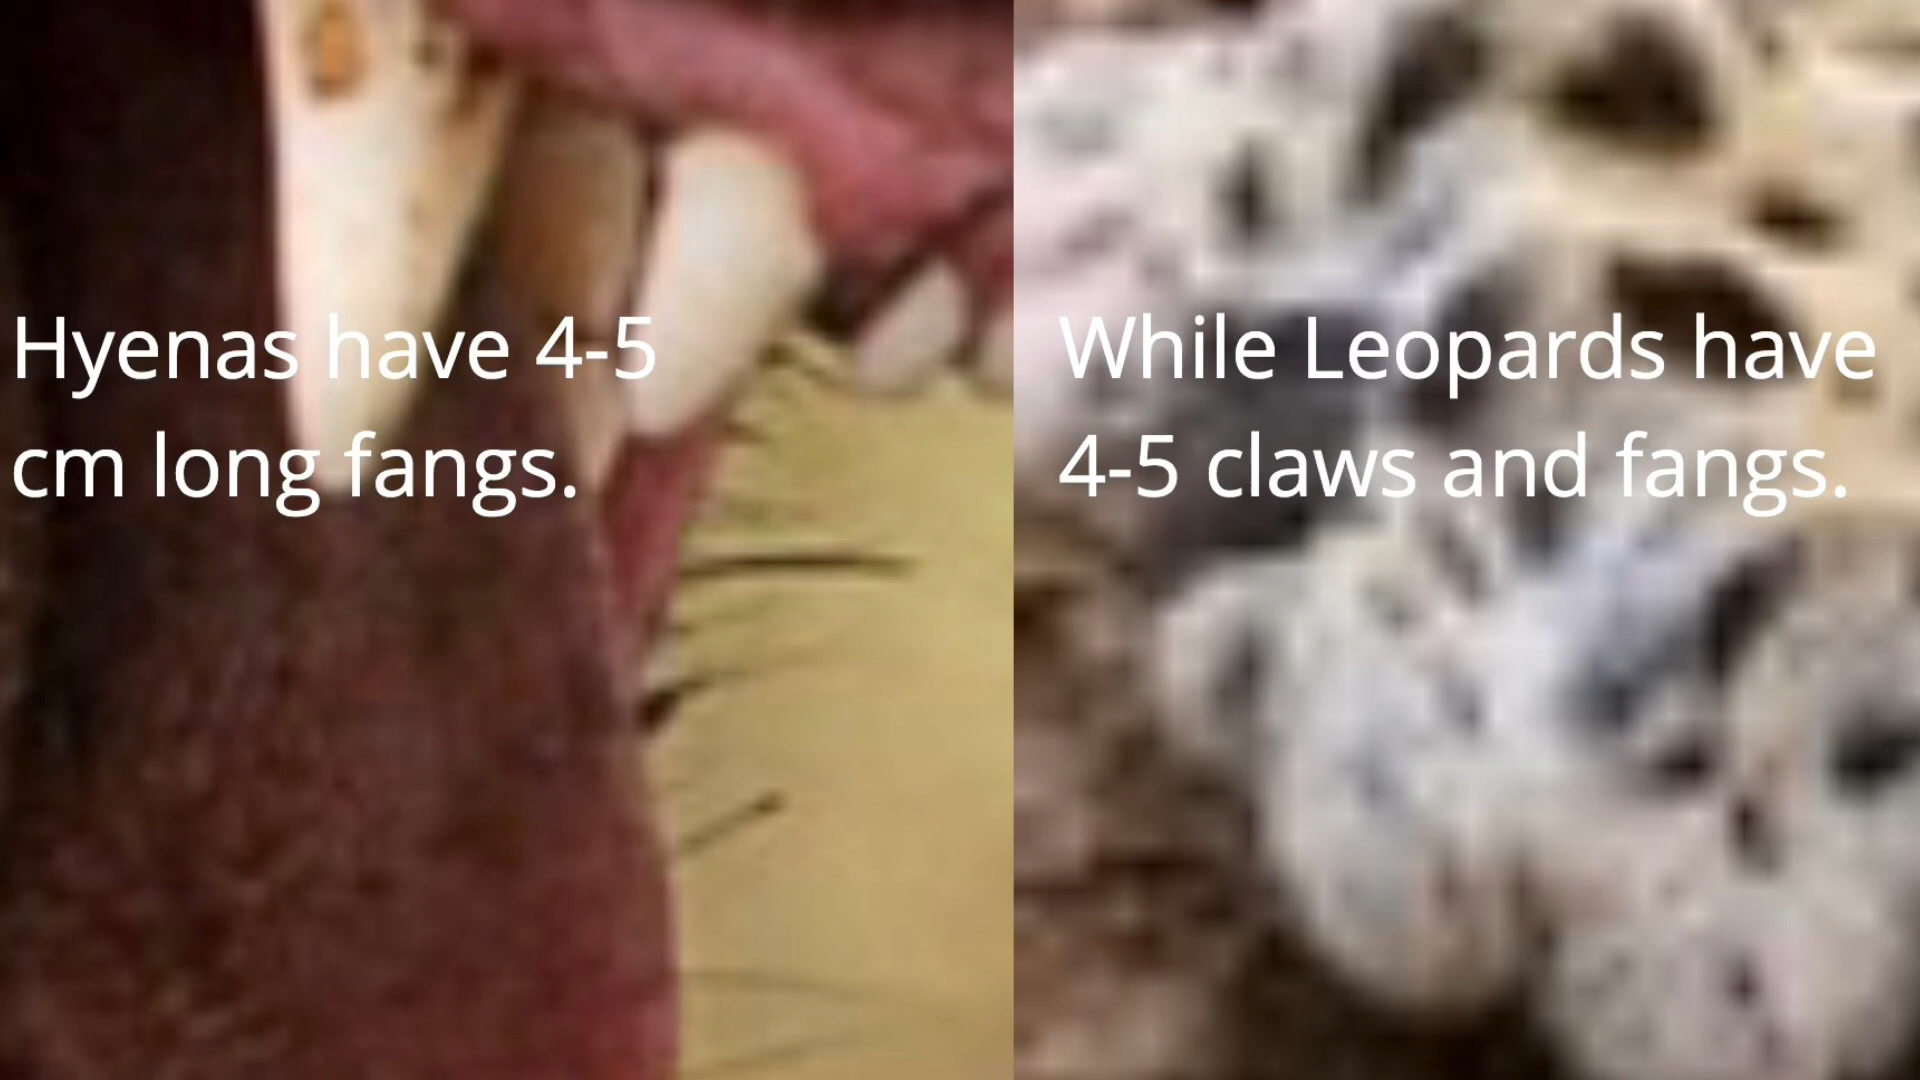 Hyenas have 4-5
cm long fangs.
While Leopards have
4-5 claws and fangs.